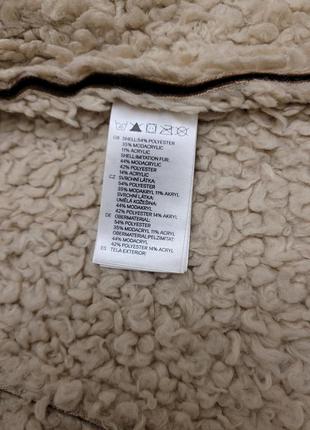 GB SHELL:54% POLYESTER
35% MODACRYLIC
11% ACRYLIC
SHELL:IMITATION FUR:
44% MODACRYLIC
42% POLYESTER
14% ACRYLIC
CZ SVRCHNÍ LÁTKA:
54% POLYESTER
35% MODAKRYL 11% AKRYL
SVRCHNÍ LÁTKA:
UMĚLÁ KOŽEŠINA:
44% MODAKRYL
42% POLYESTER 14% AKRYL
DE OBERMATERIAL:
54% POLYESTER
35% MODACRYL 11% ACRYL
OBERMATERIAL:PELZIMITAT:
44% MODACRYL
42% POLYESTER 14% ACRYL
ES TELA EXTERIOR: